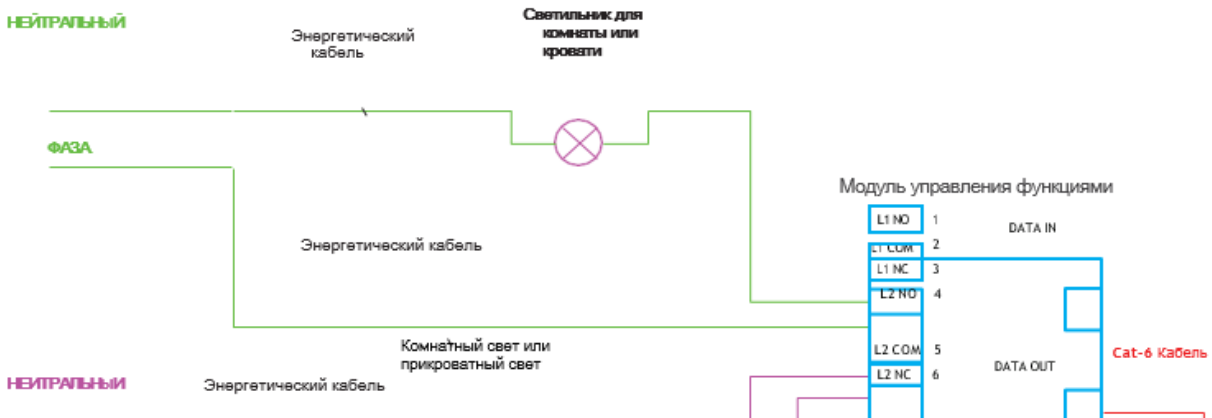 НЕЙТРАЛЬНЫЙ
Энергетический
кабель
Светильник для
комнаты или
кровати
ФАЗА
Энергетический кабель
Модуль управления функциями
L1 NO 1
DATA IN
L1 COM 2
L1 NC 3
L2 NO 4
Комнатный свет или
прикроватный свет
L2 COM 5
Cat-6 Кабель
DATA OUT
L2 NC 6
НЕЙТРАЛЬНЫЙ
Энергетический кабель